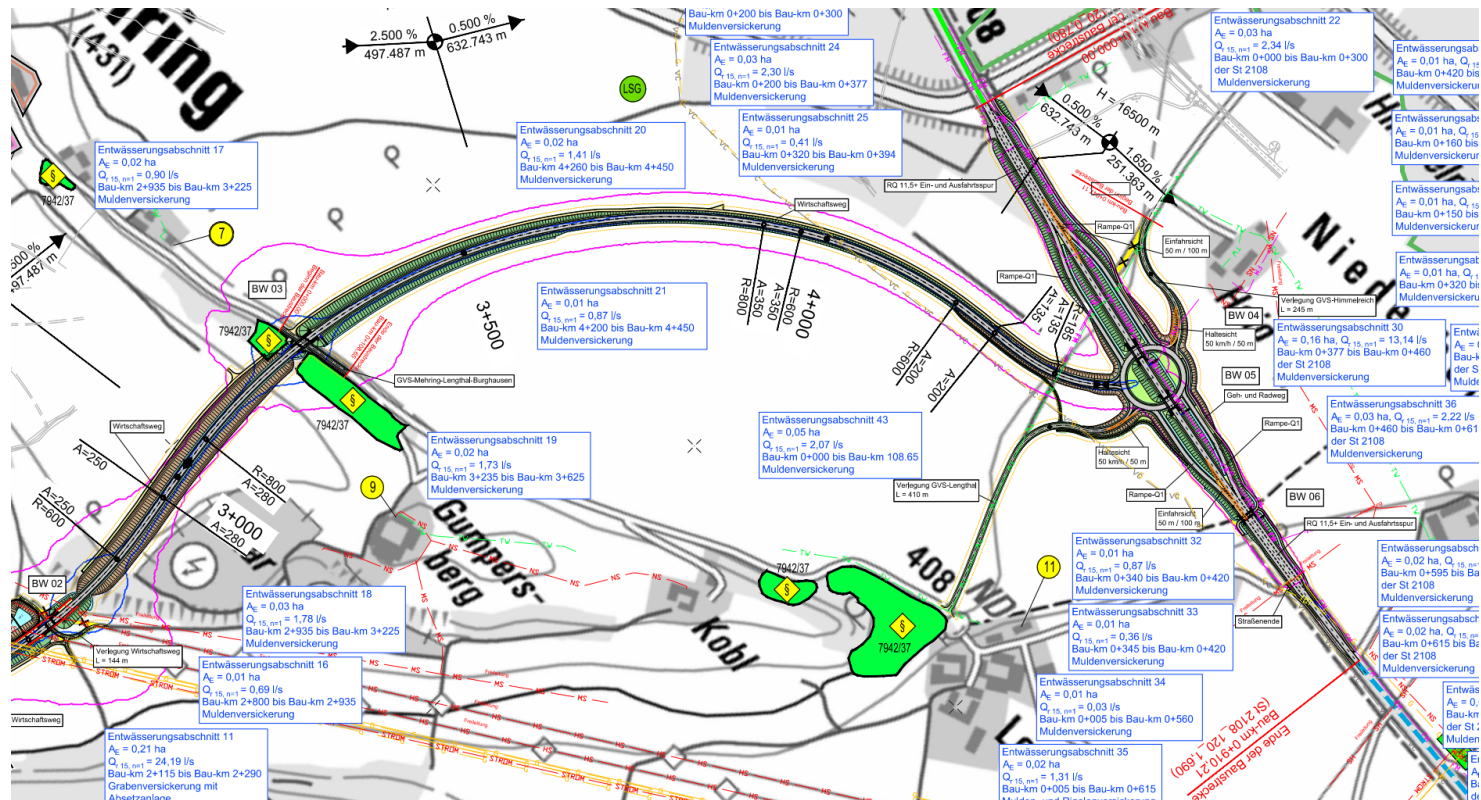 Bau-km 0+200 bis Bau-km 0+300
Muldenversickerung
Entwässerungsabschnitt 24
A_E = 0,03 ha
Q_r 15, n=1 = 2,30 l/s
Bau-km 0+200 bis Bau-km 0+377
Muldenversickerung
Entwässerungsabschnitt 22
A_E = 0,03 ha
Q_r 15, n=1 = 2,34 l/s
Bau-km 0+000 bis Bau-km 0+300
der St 2108
Muldenversickerung
ring
(431)
2.500 %
497.487 m
0.500 %
632.743 m
LSG
Entwässerungsabschnitt 25
A_E = 0,01 ha
Q_r 15, n=1 = 0,41 l/s
Bau-km 0+320 bis Bau-km 0+394
Muldenversickerung
Entwässerungsabschnitt 20
A_E = 0,02 ha
Q_r 15, n=1 = 1,41 l/s
Bau-km 4+260 bis Bau-km 4+450
Muldenversickerung
Entwässerungsabschnitt 17
A_E = 0,02 ha
Q_r 15, n=1 = 0,90 l/s
Bau-km 2+935 bis Bau-km 3+225
Muldenversickerung
§
7942/37
7
0.500 %
632.743 m
H = 16500 m
1.650 %
251.363 m
RQ 11,5+ Ein- und Ausfahrtsspur
Wirtschaftsweg
Rampe-Q1
Einfahrsicht
50 m / 100 m
Rampe-Q1
Verlegung GVS-Himmelreich
L = 245 m
BW 03
BW 04
Haltesicht
50 km/h / 50 m
Entwässerungsabschnitt 21
A_E = 0,01 ha
Q_r 15, n=1 = 0,87 l/s
Bau-km 4+200 bis Bau-km 4+450
Muldenversickerung
3+500
4+000
R=800
A=350
A=350
R=600
R=600
A=200
A=200
A=135
A=135
R=185
Entwässerungsabschnitt 30
A_E = 0,16 ha, Q_r 15, n=1 = 13,14 l/s
Bau-km 0+377 bis Bau-km 0+460
der St 2108
Muldenversickerung
7942/37
§
GVS-Mehring-Lengthal-Burghausen
§
7942/37
BW 05
Geh- und Radweg
Rampe-Q1
Entwässerungsabschnitt 36
A_E = 0,03 ha, Q_r 15, n=1 = 2,22 l/s
der St 2108
Muldenversickerung
Wirtschaftsweg
A=250
R=800
A=280
Entwässerungsabschnitt 19
A_E = 0,02 ha
Q_r 15, n=1 = 1,73 l/s
Bau-km 3+235 bis Bau-km 3+625
Muldenversickerung
Entwässerungsabschnitt 43
A_E = 0,05 ha
Q_r 15, n=1 = 2,07 l/s
Bau-km 0+000 bis Bau-km 108.65
Muldenversickerung
Haltesicht
50 km/h / 50 m
Verlegung GVS-Lengthal
L = 410 m
Rampe-Q1
Einfahrsicht
50 m / 100 m
BW 06
RQ 11,5+ Ein- und Ausfahrtsspur
9
A=250
R=600
3+000
A=280
Gumpers-
berg
Kobl
408
ND
11
BW 02
7942/37
§
§
7942/37
Entwässerungsabschnitt 32
A_E = 0,01 ha
Q_r 15, n=1 = 0,87 l/s
Bau-km 0+340 bis Bau-km 0+420
Muldenversickerung
Entwässerungsabschnitt 33
A_E = 0,01 ha
Q_r 15, n=1 = 0,36 l/s
Bau-km 0+345 bis Bau-km 0+420
Muldenversickerung
Straßenende
Entwässerungsabschnitt 18
A_E = 0,03 ha
Q_r 15, n=1 = 1,78 l/s
Bau-km 2+935 bis Bau-km 3+225
Muldenversickerung
Verlegung Wirtschaftsweg
L = 144 m
Entwässerungsabschnitt 16
A_E = 0,01 ha
Q_r 15, n=1 = 0,69 l/s
Bau-km 2+800 bis Bau-km 2+935
Muldenversickerung
Wirtschaftsweg
Entwässerungsabschnitt 34
A_E = 0,01 ha
Q_r 15, n=1 = 0,03 l/s
Bau-km 0+005 bis Bau-km 0+560
Muldenversickerung
Ende der Baustrecke
Bau-km 0+910,21
(St 2108_120_1,690)
Entwässerungsabschnitt 11
A_E = 0,21 ha
Q_r 15, n=1 = 24,19 l/s
Bau-km 2+115 bis Bau-km 2+290
Grabenversickerung mit
Absetzanlage
Entwässerungsabschnitt 35
A_E = 0,02 ha
Q_r 15, n=1 = 1,31 l/s
Bau-km 0+005 bis Bau-km 0+615
Mulden- und Rigolenversickerung